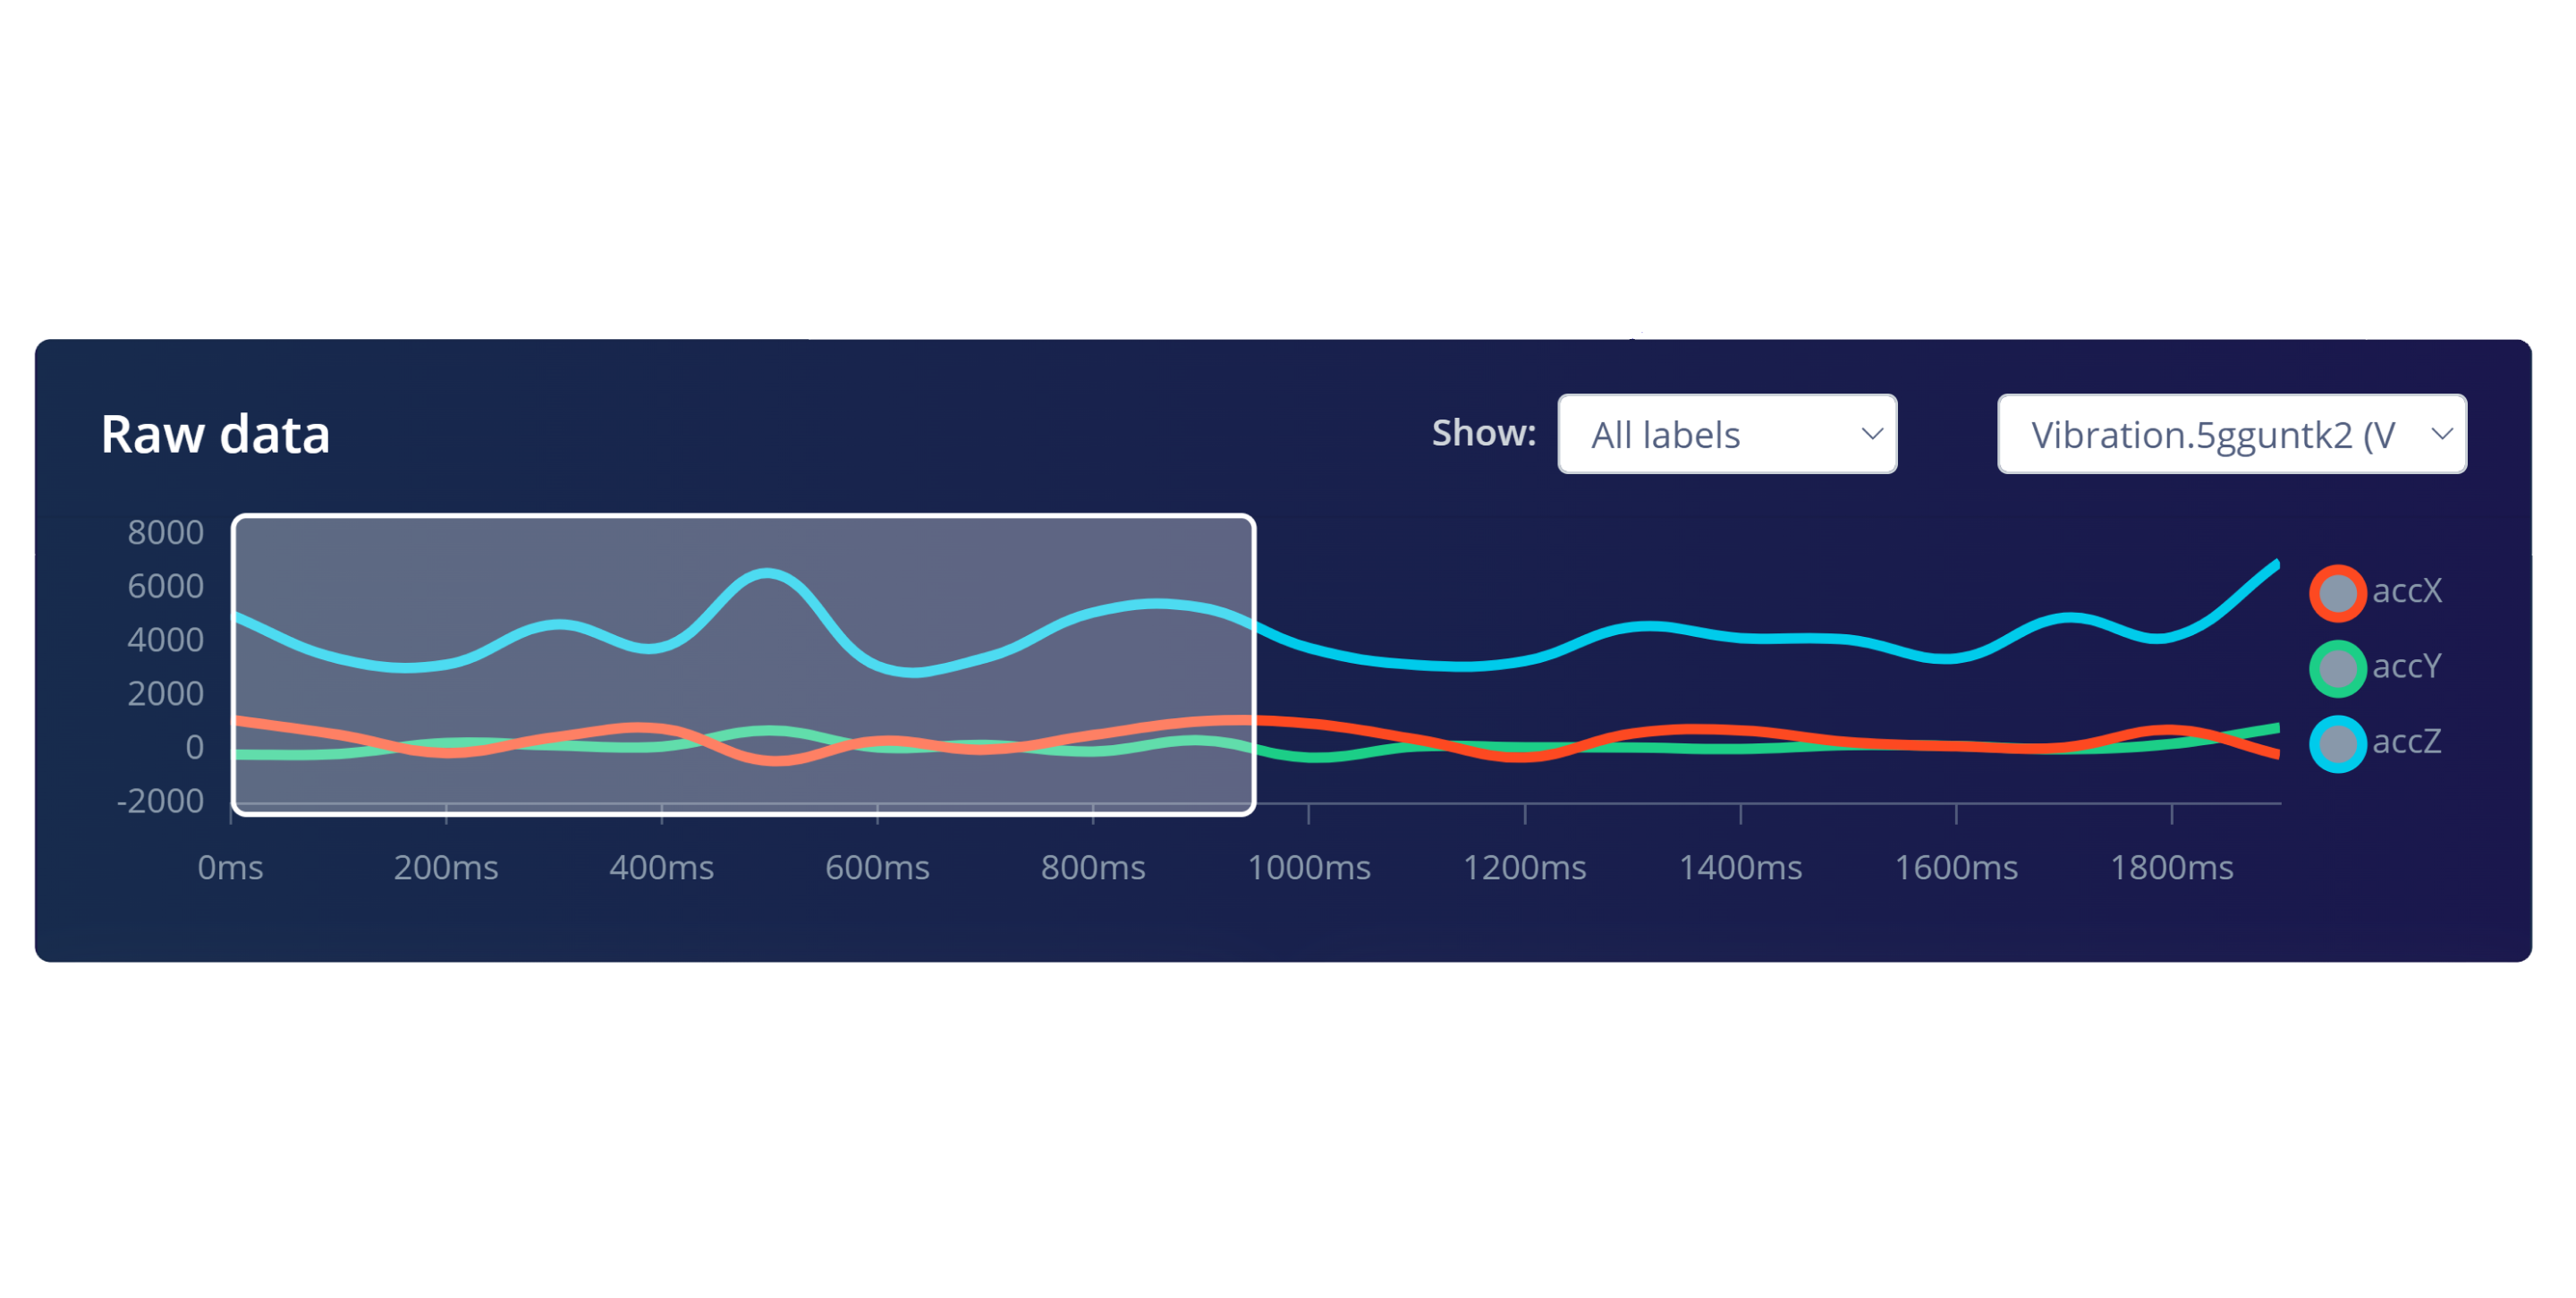 Raw data
Show: All labels Vibration.5gguntk2 (V
8000
6000
4000
2000
0
-2000
0ms 200ms 400ms 600ms 800ms 1000ms 1200ms 1400ms 1600ms 1800ms
accX
accY
accZ